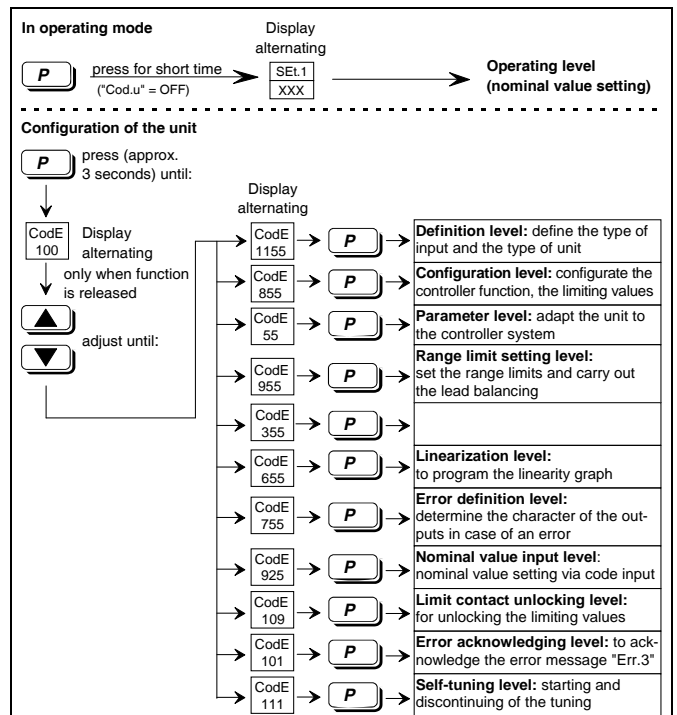 In operating mode
Display
alternating
P
press for short time
("Cod.u" = OFF)
SEt.1
XXX
Operating level
(nominal value setting)
Configuration of the unit
P
press (approx.
3 seconds) until:
CodE
100
Display
alternating
only when function
is released
adjust until:
Display
alternating
CodE
1155
P
Definition level: define the type of
input and the type of unit
CodE
855
P
Configuration level: configurate the
controller function, the limiting values
CodE
55
P
Parameter level: adapt the unit to
the controller system
CodE
955
P
Range limit setting level:
set the range limits and carry out
the lead balancing
CodE
355
P
CodE
655
P
Linearization level:
to program the linearity graph
CodE
755
P
Error definition level:
determine the character of the out-
puts in case of an error
CodE
925
P
Nominal value input level:
nominal value setting via code input
CodE
109
P
Limit contact unlocking level:
for unlocking the limiting values
CodE
101
P
Error acknowledging level: to ack-
nowledge the error message "Err.3"
CodE
111
P
Self-tuning level: starting and
discontinuing of the tuning